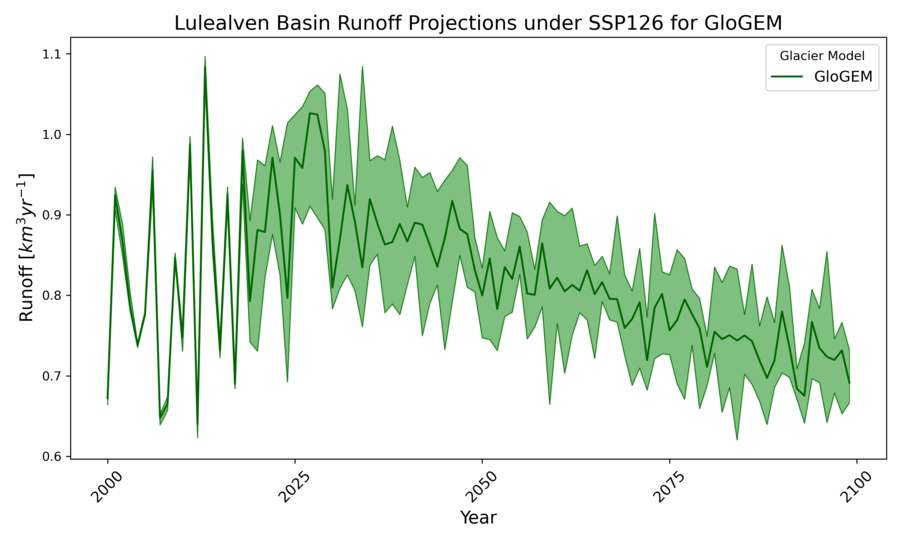 Lulealven Basin Runoff Projections under SSP126 for GloGEM
Glacier Model
GloGEM
Runoff [km³yr⁻¹]
1.1
1.0
0.9
0.8
0.7
0.6
2000
2025
2050
2075
2100
Year